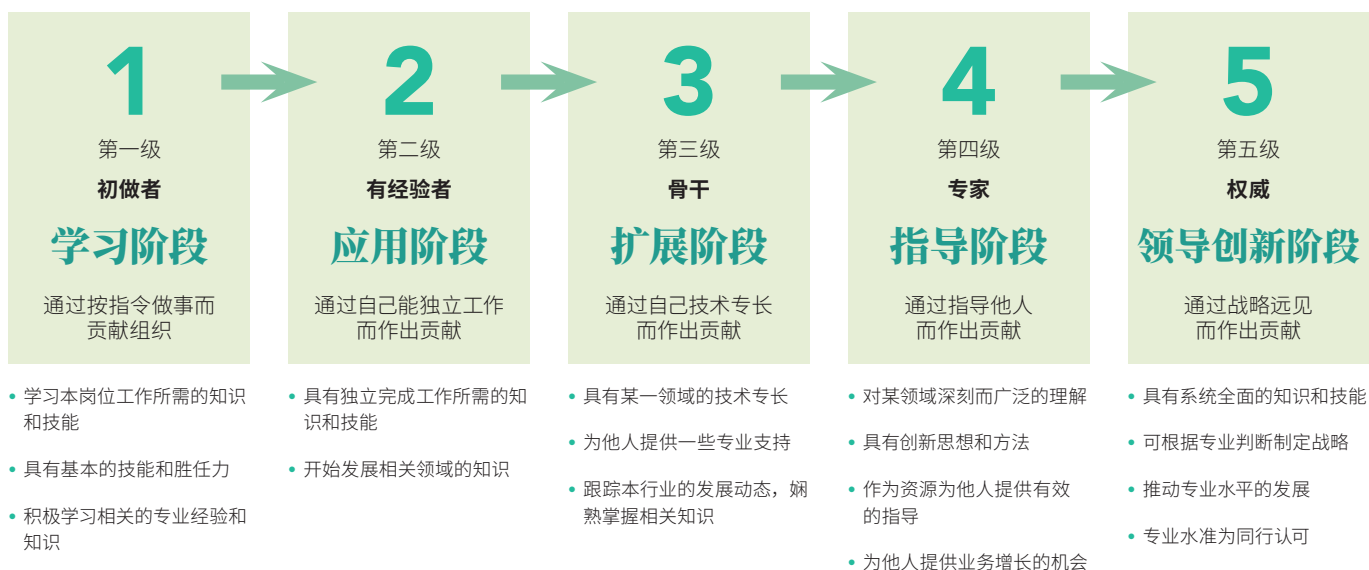 1
第一级
初做者
学习阶段
通过按指令做事而
贡献组织
• 学习本岗位工作所需的知识
和技能
• 具有基本的技能和胜任力
• 积极学习相关的专业经验和
知识
2
第二级
有经验者
应用阶段
通过自己能独立工作
而作出贡献
• 具有独立完成工作所需的知
识和技能
• 开始发展相关领域的知识
3
第三级
骨干
扩展阶段
通过自己技术专长
而作出贡献
• 具有某一领域的技术专长
• 为他人提供一些专业支持
• 跟踪本行业的发展动态，娴
熟掌握相关知识
4
第四级
专家
指导阶段
通过指导他人
而作出贡献
• 对某领域深刻而广泛的理解
• 具有创新思想和方法
• 作为资源为他人提供有效
的指导
• 为他人提供业务增长的机会
5
第五级
权威
领导创新阶段
通过战略远见
而作出贡献
• 具有系统全面的知识和技能
• 可根据专业判断制定战略
• 推动专业水平的发展
• 专业水准为同行认可